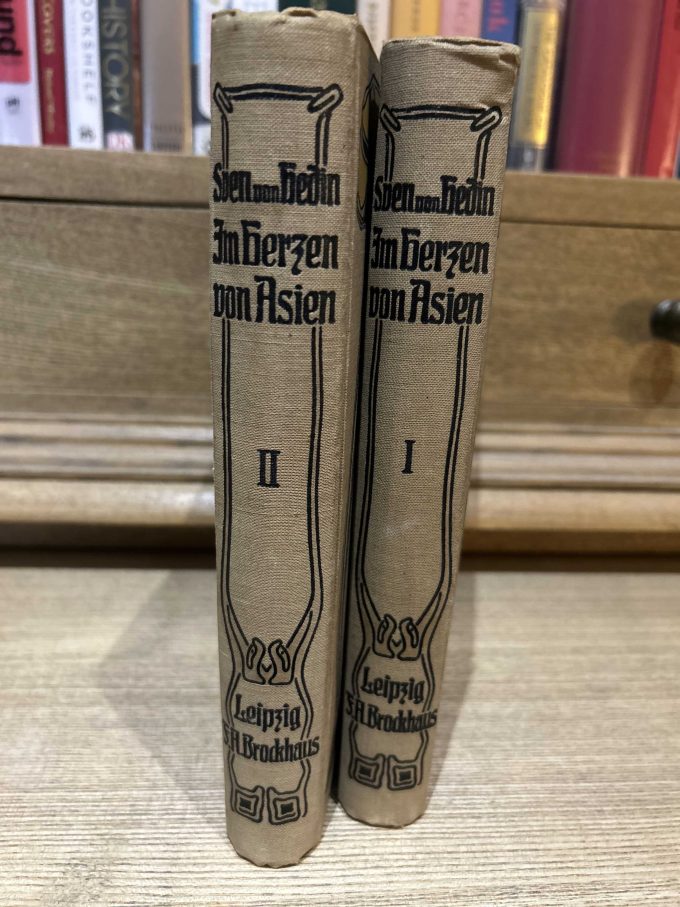 BOOKSHELF
HISTORY
DK
Sven von Hedin
Im Herzen
von Asien
II
Leipzig
F.A. Brockhaus
Sven von Hedin
Im Herzen
von Asien
I
Leipzig
F.A. Brockhaus